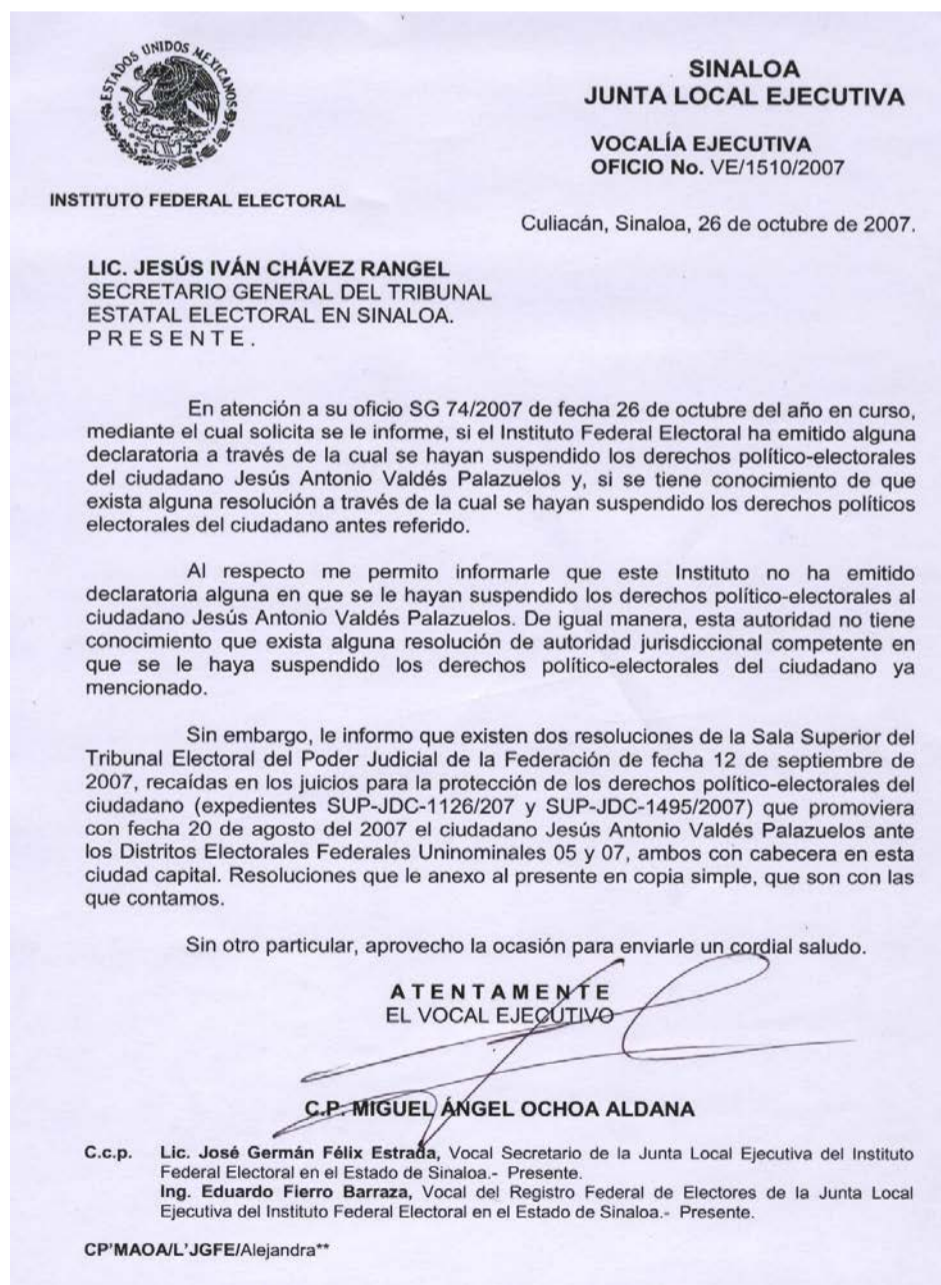 ESTADOS UNIDOS MEXICANOS
SINALOA
JUNTA LOCAL EJECUTIVA
VOCALÍA EJECUTIVA
OFICIO No. VE/1510/2007
INSTITUTO FEDERAL ELECTORAL
Culiacán, Sinaloa, 26 de octubre de 2007.
LIC. JESÚS IVÁN CHÁVEZ RANGEL
SECRETARIO GENERAL DEL TRIBUNAL
ESTATAL ELECTORAL EN SINALOA.
P R E S E N T E .
En atención a su oficio SG 74/2007 de fecha 26 de octubre del año en curso,
mediante el cual solicita se le informe, si el Instituto Federal Electoral ha emitido alguna
declaratoria a través de la cual se hayan suspendido los derechos político-electorales
del ciudadano Jesús Antonio Valdés Palazuelos y, si se tiene conocimiento de que
exista alguna resolución a través de la cual se hayan suspendido los derechos políticos
electorales del ciudadano antes referido.
Al respecto me permito informarle que este Instituto no ha emitido
declaratoria alguna en que se le hayan suspendido los derechos político-electorales al
ciudadano Jesús Antonio Valdés Palazuelos. De igual manera, esta autoridad no tiene
conocimiento que exista alguna resolución de autoridad jurisdiccional competente en
que se le haya suspendido los derechos político-electorales del ciudadano ya
mencionado.
Sin embargo, le informo que existen dos resoluciones de la Sala Superior del
Tribunal Electoral del Poder Judicial de la Federación de fecha 12 de septiembre de
2007, recaídas en los juicios para la protección de los derechos político-electorales del
ciudadano (expedientes SUP-JDC-1126/207 y SUP-JDC-1495/2007) que promoviera
con fecha 20 de agosto del 2007 el ciudadano Jesús Antonio Valdés Palazuelos ante
los Distritos Electorales Federales Uninominales 05 y 07, ambos con cabecera en esta
ciudad capital. Resoluciones que le anexo al presente en copia simple, que son con las
que contamos.
Sin otro particular, aprovecho la ocasión para enviarle un cordial saludo.
A T E N T A M E N T E
EL VOCAL EJECUTIVO
C.P. MIGUEL ÁNGEL OCHOA ALDANA
C.c.p. Lic. José Germán Félix Estrada, Vocal Secretario de la Junta Local Ejecutiva del Instituto
Federal Electoral en el Estado de Sinaloa.- Presente.
Ing. Eduardo Fierro Barraza, Vocal del Registro Federal de Electores de la Junta Local
Ejecutiva del Instituto Federal Electoral en el Estado de Sinaloa.- Presente.
CP'MAOA/L'JGFE/Alejandra**